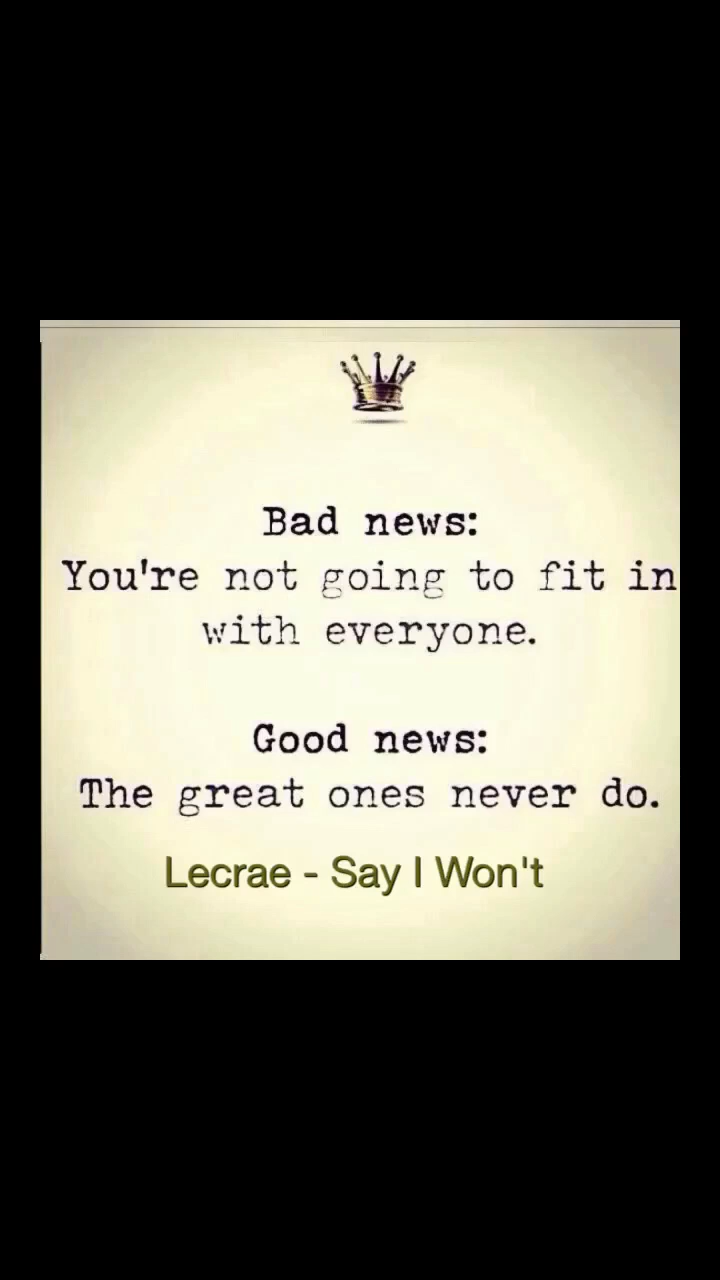 Bad news:
You're not going to fit in
with everyone.
Good news:
The great ones never do.
Lecrae - Say I Won't